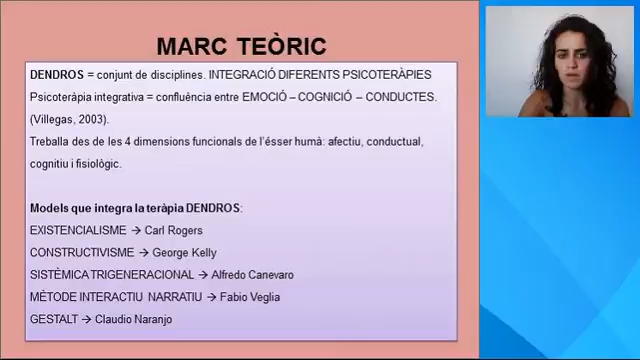 MARC TEÒRIC
DENDROS = conjunt de disciplines. INTEGRACIÓ DIFERENTS PSICOTERÀPIES
Psicoteràpia integrativa = confluència entre EMOCIÓ – COGNICIÓ – CONDUCTES.
(Villegas, 2003).
Treballa des de les 4 dimensions funcionals de l'ésser humà: afectiu, conductual,
cognitiu i fisiològic.
Models que integra la teràpia DENDROS:
EXISTENCIALISME → Carl Rogers
CONSTRUCTIVISME → George Kelly
SISTÈMICA TRIGENERACIONAL → Alfredo Canevaro
MÈTODE INTERACTIU NARRATIU → Fabio Veglia
GESTALT → Claudio Naranjo